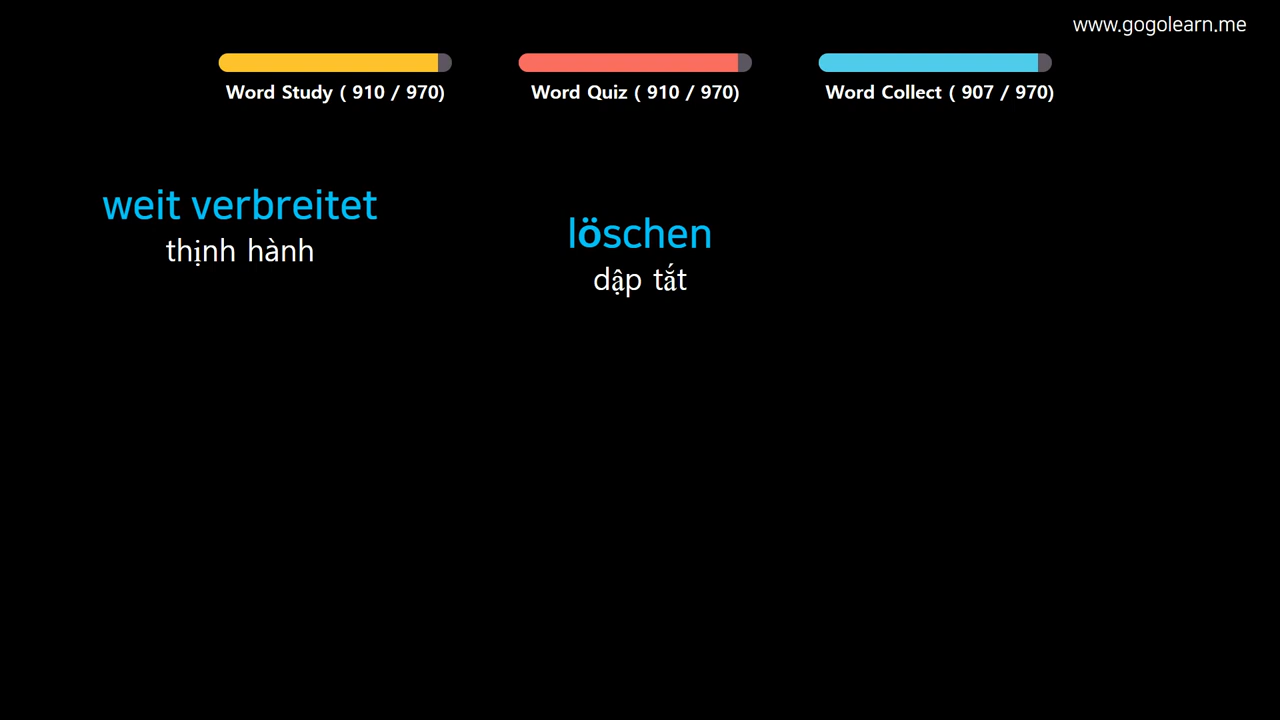 www.gogolearn.me
Word Study ( 910 / 970)
Word Quiz ( 910 / 970)
Word Collect ( 907 / 970)
weit verbreitet
thịnh hành
löschen
dập tắt